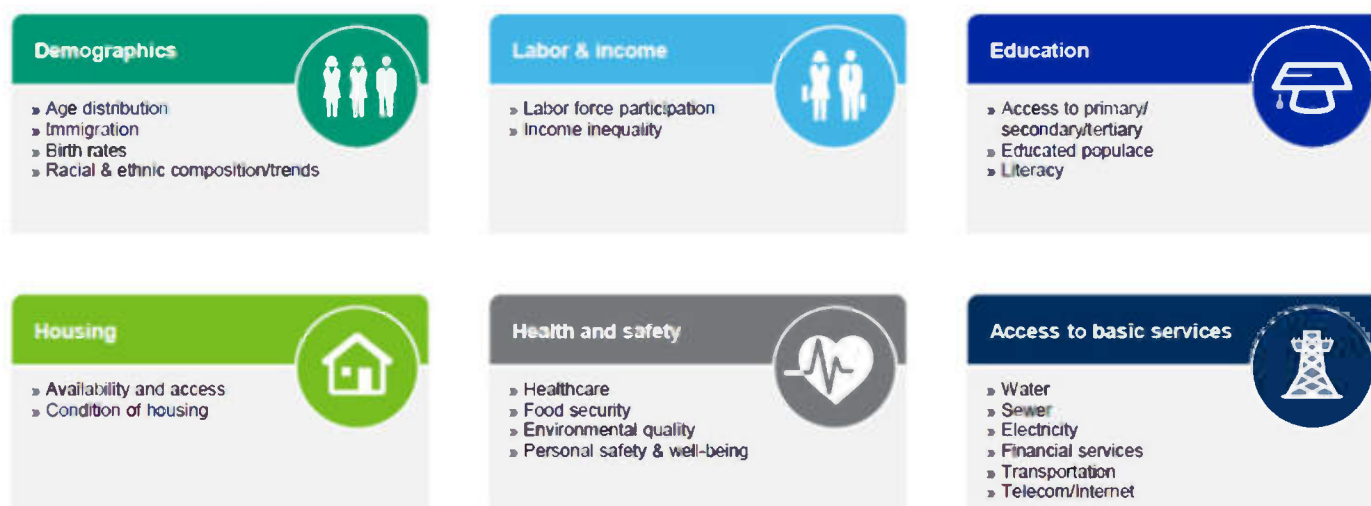 Demographics
» Age distribution
» Immigration
» Birth rates
» Racial & ethnic composition/trends
Labor & income
» Labor force participation
» Income inequality
Education
» Access to primary/
secondary/tertiary
» Educated populace
» Literacy
Housing
» Availability and access
» Condition of housing
Health and safety
» Healthcare
» Food security
» Environmental quality
» Personal safety & well-being
Access to basic services
» Water
» Sewer
» Electricity
» Financial services
» Transportation
» Telecom/Internet